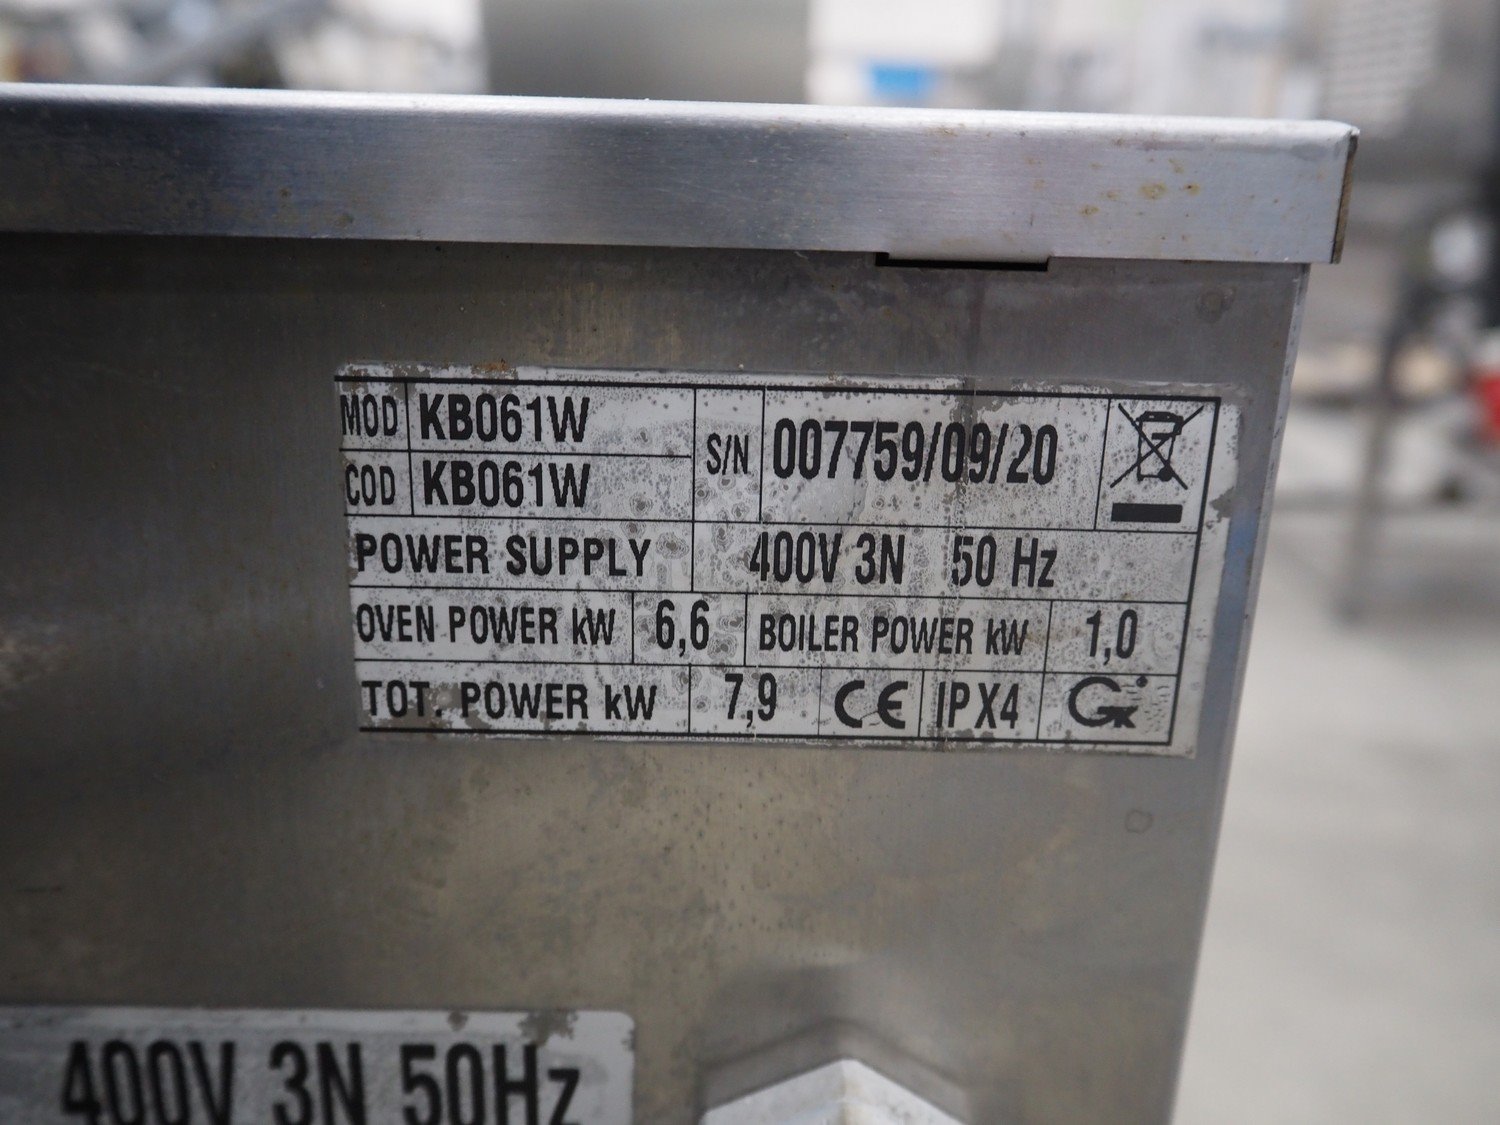 MOD KB061W
COD KB061W
S/N 007759/09/20
POWER SUPPLY 400V 3N 50 Hz
OVEN POWER kW 6,6 BOILER POWER kW 1,0
TOT. POWER kW 7,9 CE IPX4 GK
400V 3N 50Hz